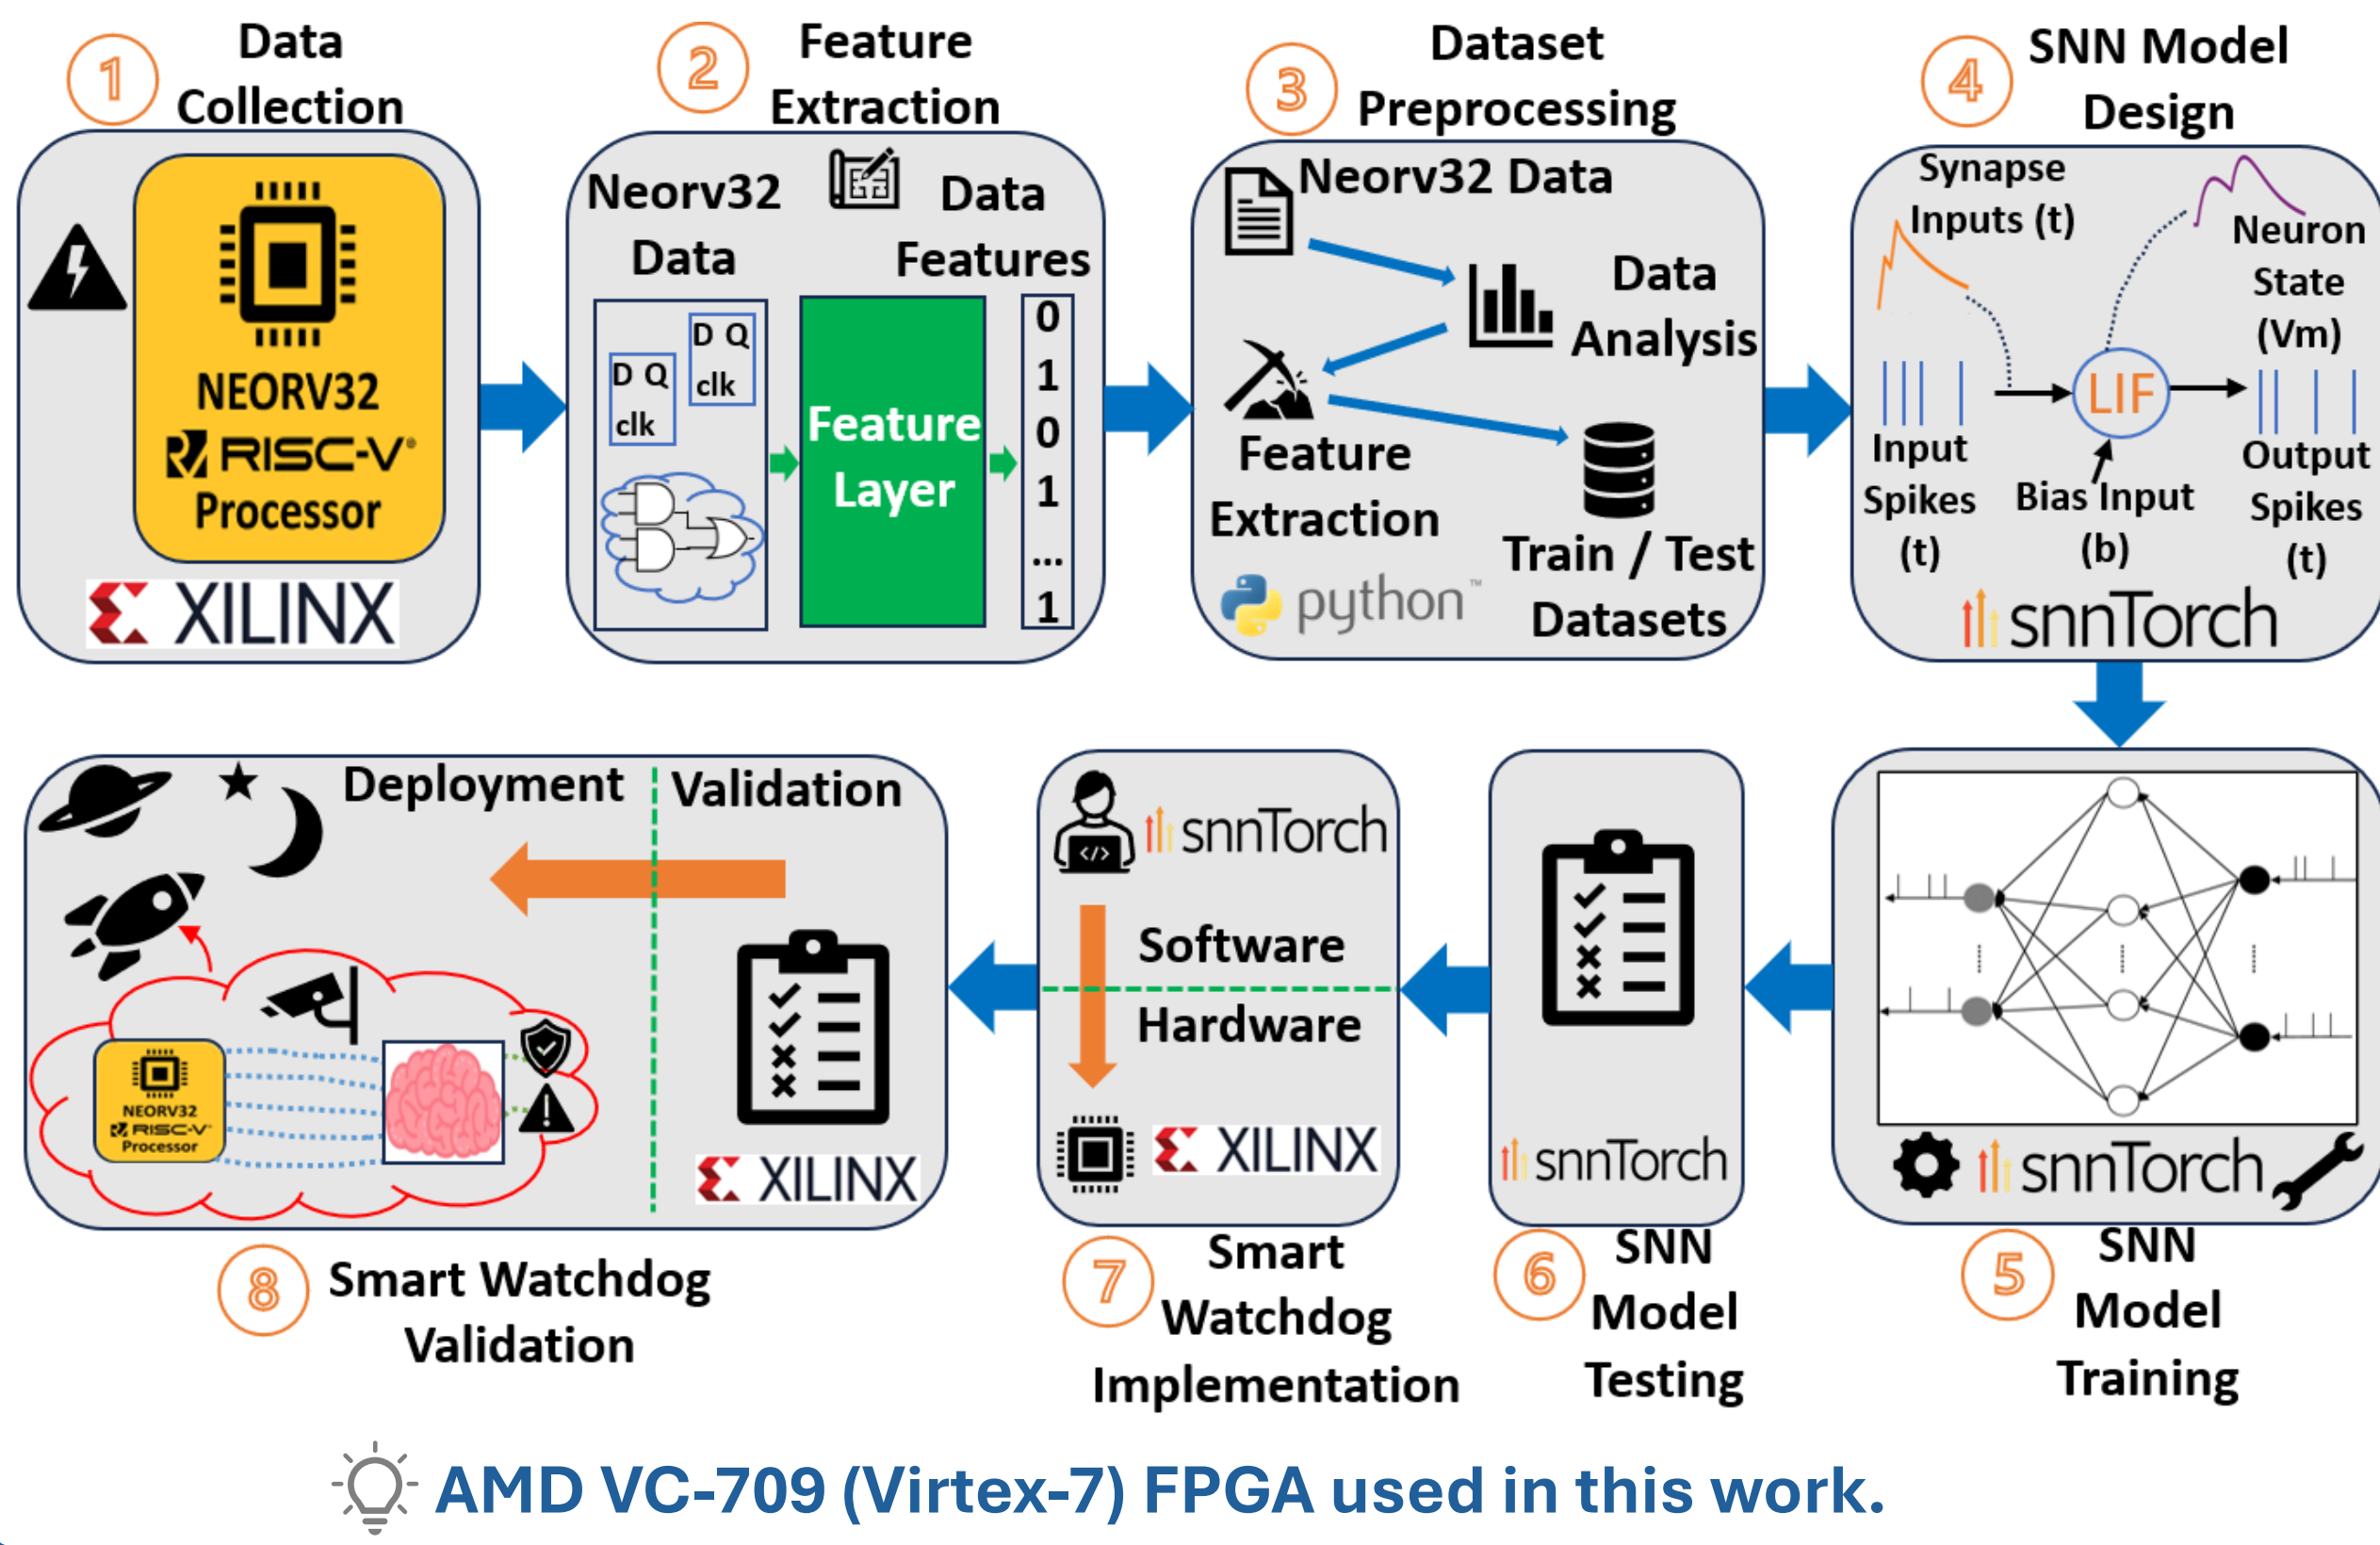 1
Data
Collection
NEORV32
RISC-V®
Processor
XILINX
2
Feature
Extraction
Neorv32
Data
Data
Features
D Q
clk
D Q
clk
Feature
Layer
0
1
0
1
...
1
3
Dataset
Preprocessing
Neorv32 Data
Data
Analysis
Feature
Extraction
Train / Test
Datasets
python™
4
SNN Model
Design
Synapse
Inputs (t)
Neuron
State
(Vm)
LIF
Input
Spikes
(t)
Bias Input
(b)
Output
Spikes
(t)
snnTorch
snnTorch
5
SNN
Model
Training
snnTorch
6
SNN
Model
Testing
snnTorch
Software
Hardware
XILINX
7
Smart
Watchdog
Implementation
Deployment
Validation
NEORV32
RISC-V®
Processor
XILINX
8
Smart Watchdog
Validation
AMD VC-709 (Virtex-7) FPGA used in this work.